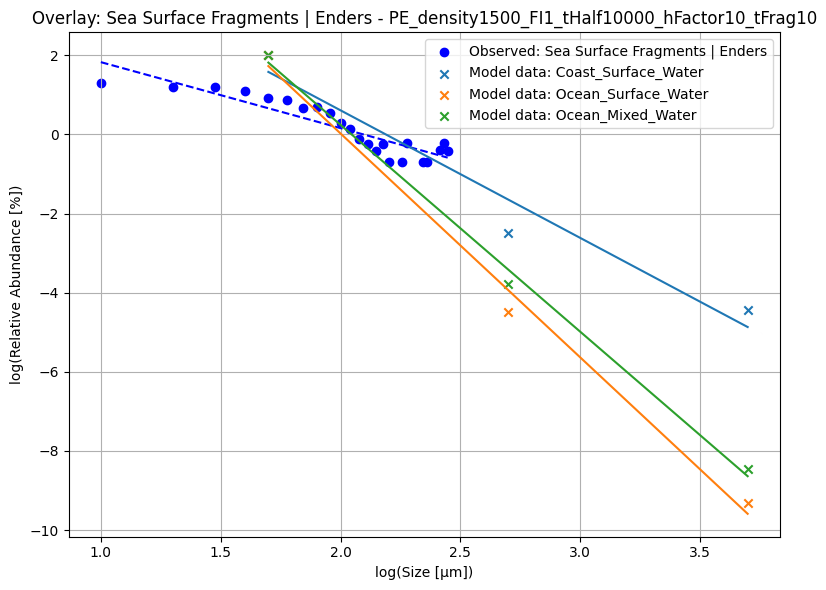 Overlay: Sea Surface Fragments | Enders - PE_density1500_FI1_tHalf10000_hFactor10_tFrag10
Observed: Sea Surface Fragments | Enders
Model data: Coast_Surface_Water
Model data: Ocean_Surface_Water
Model data: Ocean_Mixed_Water
log(Relative Abundance [%])
2
0
−2
−4
−6
−8
−10
1.0 1.5 2.0 2.5 3.0 3.5
log(Size [µm])